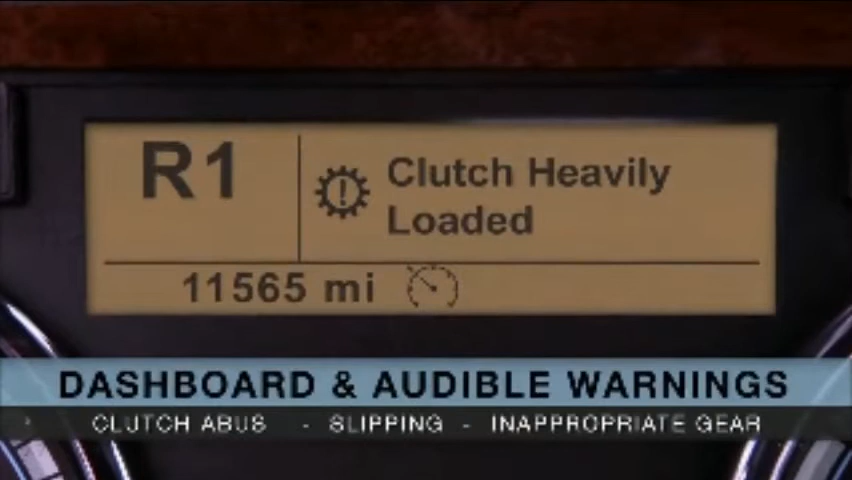 R1
Clutch Heavily
Loaded
11565 mi
DASHBOARD & AUDIBLE WARNINGS
CLUTCH ABUS - SLIPPING - INAPPROPRIATE GEAR